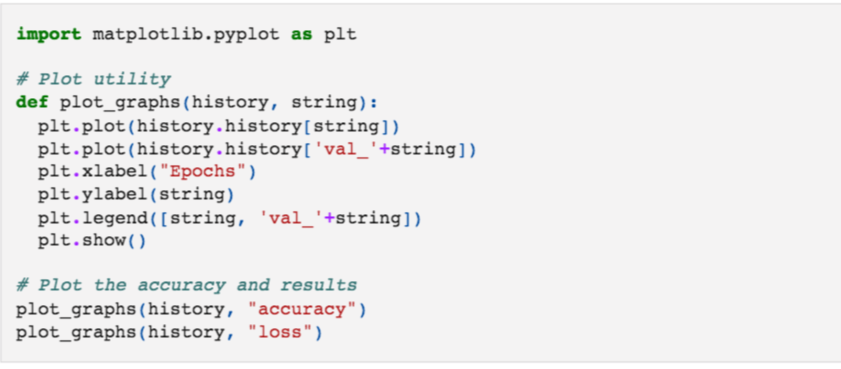 import matplotlib.pyplot as plt
# Plot utility
def plot_graphs(history, string):
  plt.plot(history.history[string])
  plt.plot(history.history['val_'+string])
  plt.xlabel("Epochs")
  plt.ylabel(string)
  plt.legend([string, 'val_'+string])
  plt.show()
# Plot the accuracy and results
plot_graphs(history, "accuracy")
plot_graphs(history, "loss")